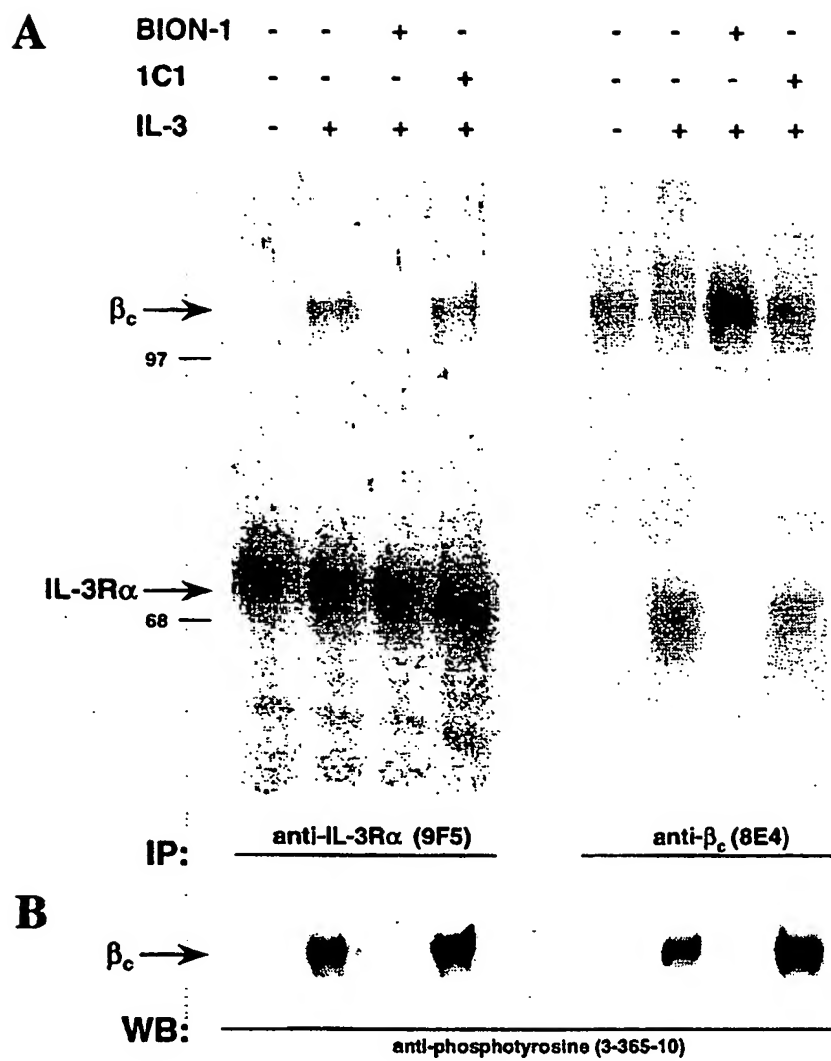 A
BION-1 - - + - - - + -
1C1 - - - + - - - +
IL-3 - + + + - + + +
βc
97
IL-3Rα
68
IP: anti-IL-3Rα (9F5) anti-βc (8E4)
B
βc
WB: anti-phosphotyrosine (3-365-10)